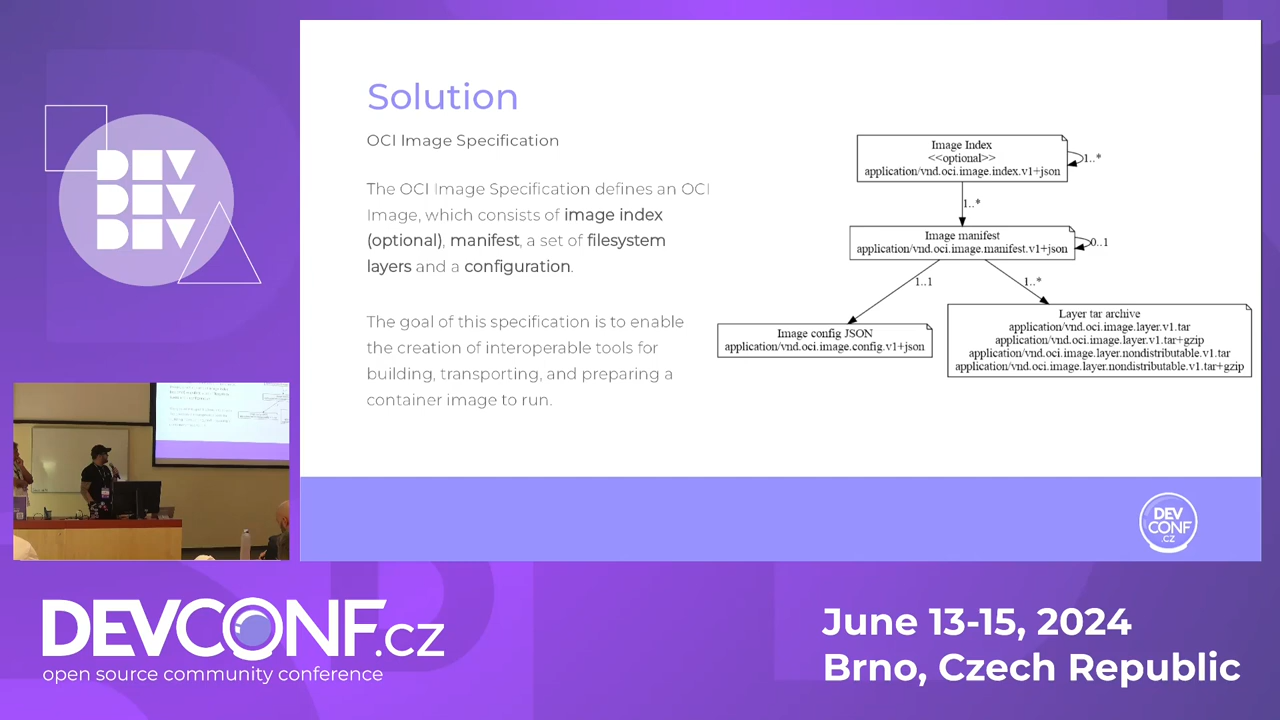 DEV
DEV
DEV
Solution
OCI Image Specification
The OCI Image Specification defines an OCI
Image, which consists of image index
(optional), manifest, a set of filesystem
layers and a configuration.
The goal of this specification is to enable
the creation of interoperable tools for
building, transporting, and preparing a
container image to run.
Image Index
<<optional>>
application/vnd.oci.image.index.v1+json
1..*
1..*
Image manifest
application/vnd.oci.image.manifest.v1+json
0..1
1..1
1..*
Image config JSON
application/vnd.oci.image.config.v1+json
Layer tar archive
application/vnd.oci.image.layer.v1.tar
application/vnd.oci.image.layer.v1.tar+gzip
application/vnd.oci.image.layer.nondistributable.v1.tar
application/vnd.oci.image.layer.nondistributable.v1.tar+gzip
DEV
CONF
.CZ
DEVCONF.cz
open source community conference
June 13-15, 2024
Brno, Czech Republic